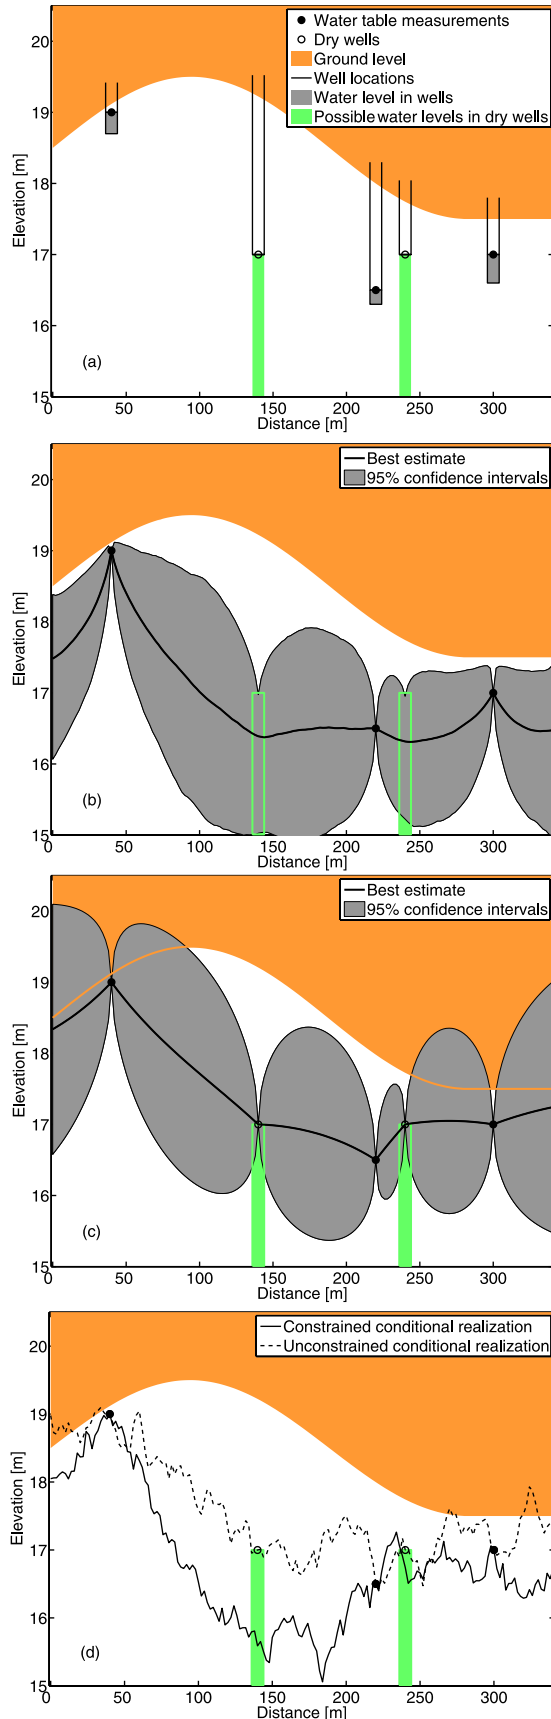 20
19
18
17
16
15
Elevation [m]
Water table measurements
Dry wells
Ground level
Well locations
Water level in wells
Possible water levels in dry wells
(a)
0 50 100 150 200 250 300
Distance [m]
20
19
18
17
16
15
Elevation [m]
Best estimate
95% confidence intervals
(b)
0 50 100 150 200 250 300
Distance [m]
20
19
18
17
16
15
Elevation [m]
Best estimate
95% confidence intervals
(c)
0 50 100 150 200 250 300
Distance [m]
20
19
18
17
16
15
Elevation [m]
Constrained conditional realization
Unconstrained conditional realization
(d)
0 50 100 150 200 250 300
Distance [m]